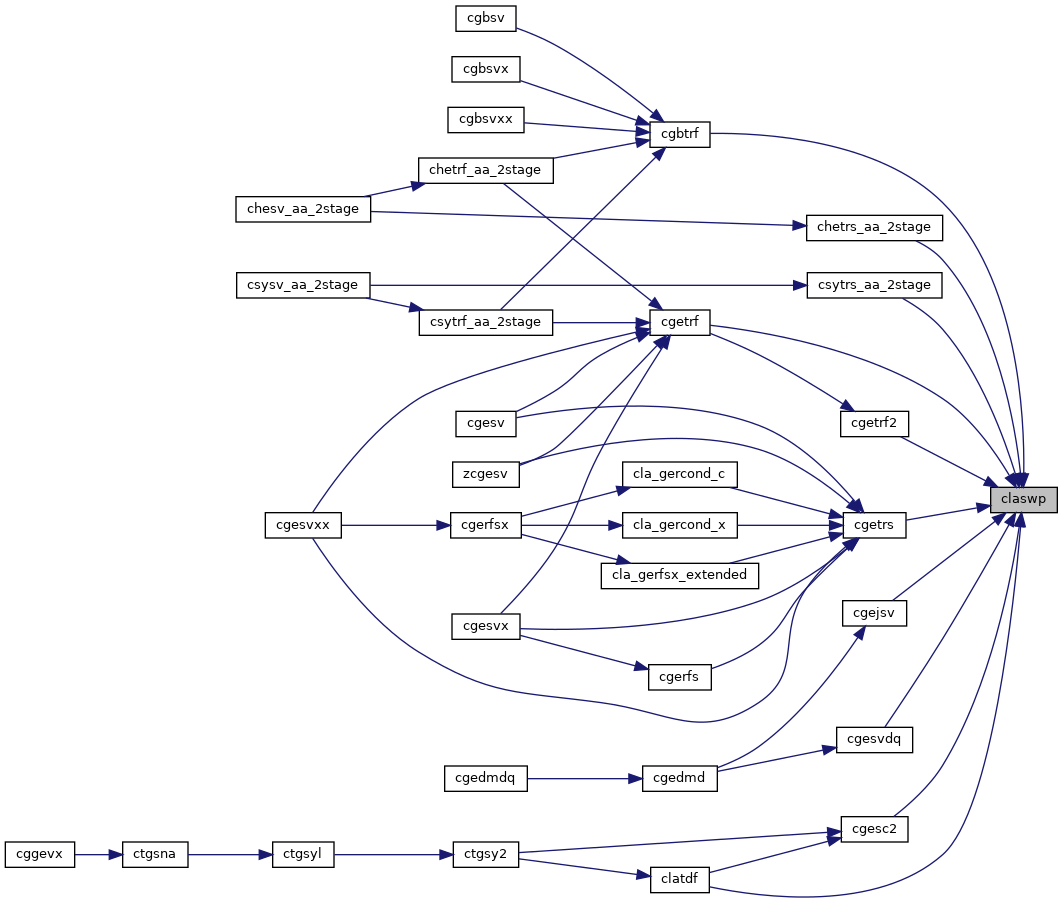 cgbsv
cgbsvx
cgbsvxx
cgbtrf
chetrf_aa_2stage
chesv_aa_2stage
chetrs_aa_2stage
csysv_aa_2stage
csytrs_aa_2stage
csytrf_aa_2stage
cgetrf
cgesv
cgetrf2
zcgesv
cla_gercond_c
claswp
cgesvxx
cgerfsx
cla_gercond_x
cgetrs
cla_gerfsx_extended
cgesvx
cgejsv
cgerfs
cgesvdq
cgedmdq
cgedmd
cgesc2
cggevx
ctgsna
ctgsyl
ctgsy2
clatdf